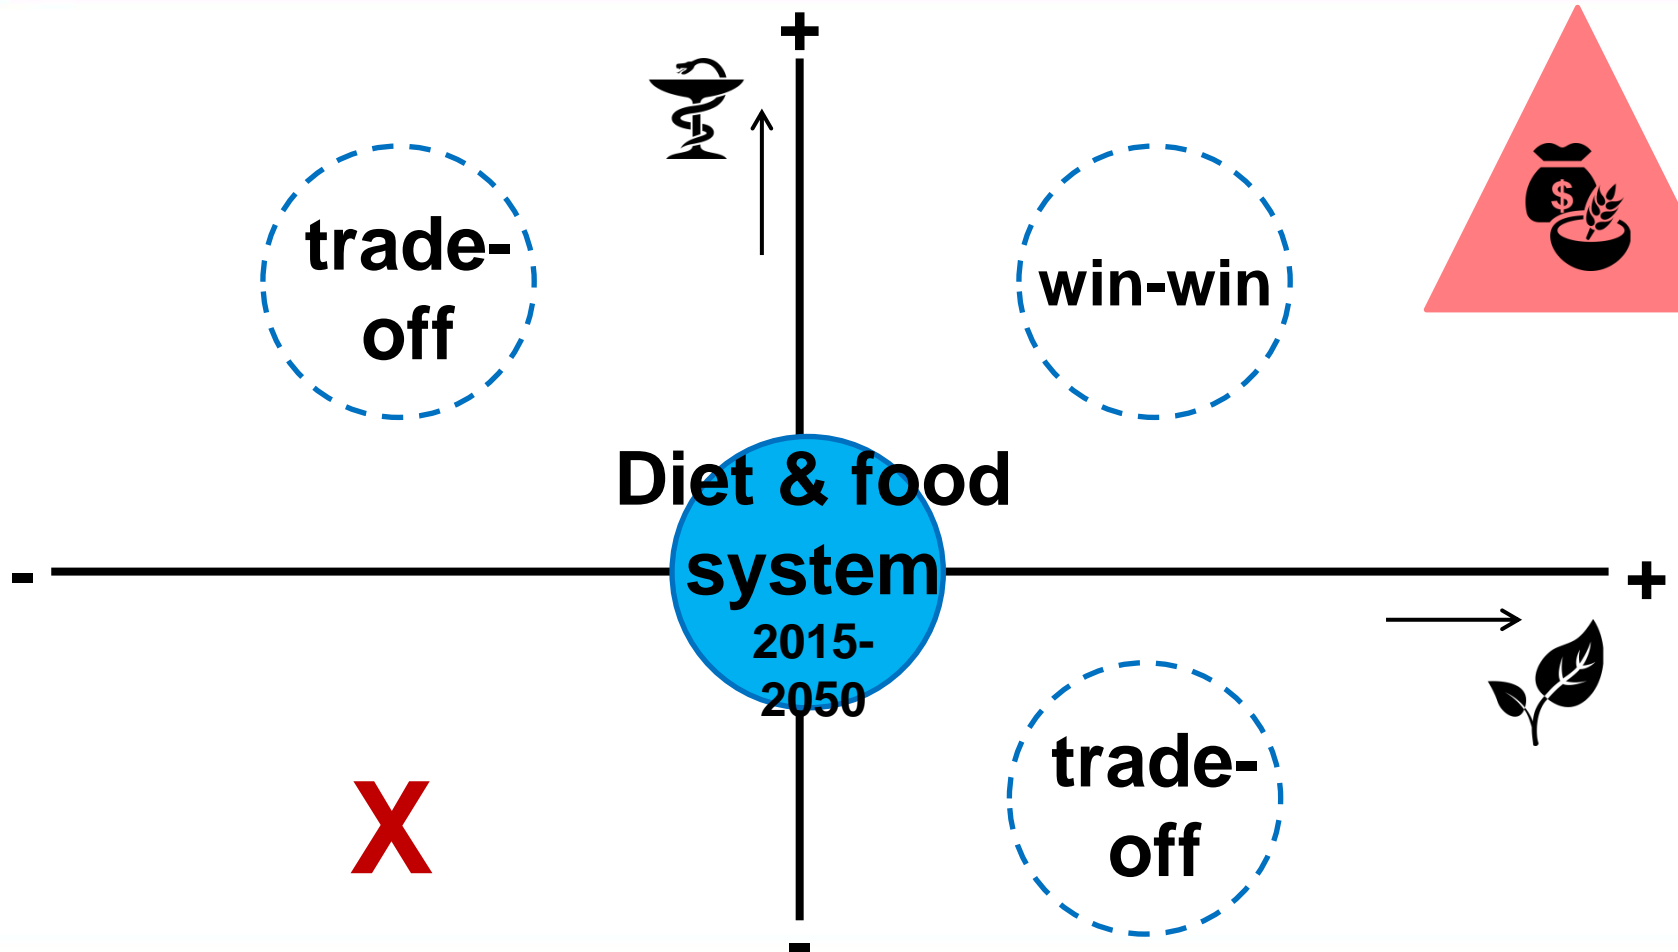 +
trade-
off
win-win
$
Diet & food
system
2015-
2050
-
+
X
trade-
off
-